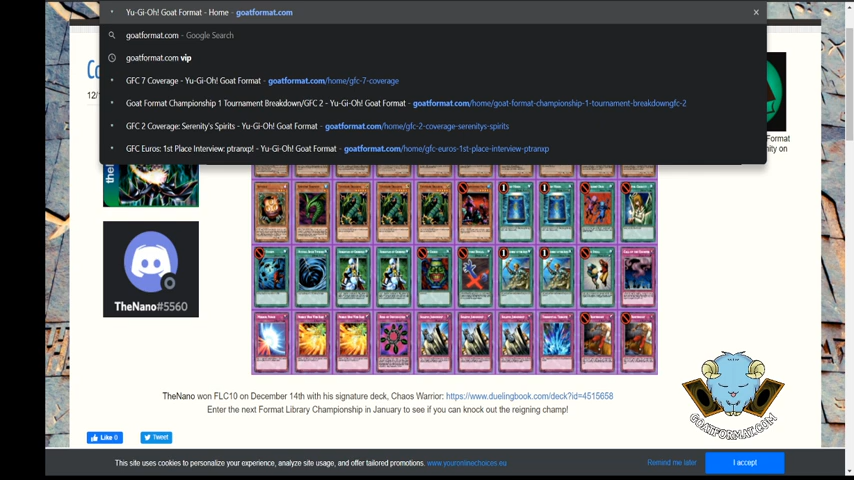 Yu-Gi-Oh! Goat Format - Home - goatformat.com
goatformat.com - Google Search
goatformat.com vip
GFC 7 Coverage - Yu-Gi-Oh! Goat Format - goatformat.com/home/gfc-7-coverage
Goat Format Championship 1 Tournament Breakdown/GFC 2 - Yu-Gi-Oh! Goat Format - goatformat.com/home/goat-format-championship-1-tournament-breakdowngfc-2
GFC 2 Coverage: Serenity's Spirits - Yu-Gi-Oh! Goat Format - goatformat.com/home/gfc-2-coverage-serenitys-spirits
GFC Euros: 1st Place Interview: ptranxp! - Yu-Gi-Oh! Goat Format - goatformat.com/home/gfc-euros-1st-place-interview-ptranxp
Co
12/
Format
nity on
theN
TheNano#5560
TheNano won FLC10 on December 14th with his signature deck, Chaos Warrior: https://www.duelingbook.com/deck?id=4515658
Enter the next Format Library Championship in January to see if you can knock out the reigning champ!
GOATFORMAT.COM
Like 0
Tweet
This site uses cookies to personalize your experience, analyze site usage, and offer tailored promotions. www.youronlinechoices.eu
Remind me later
I accept